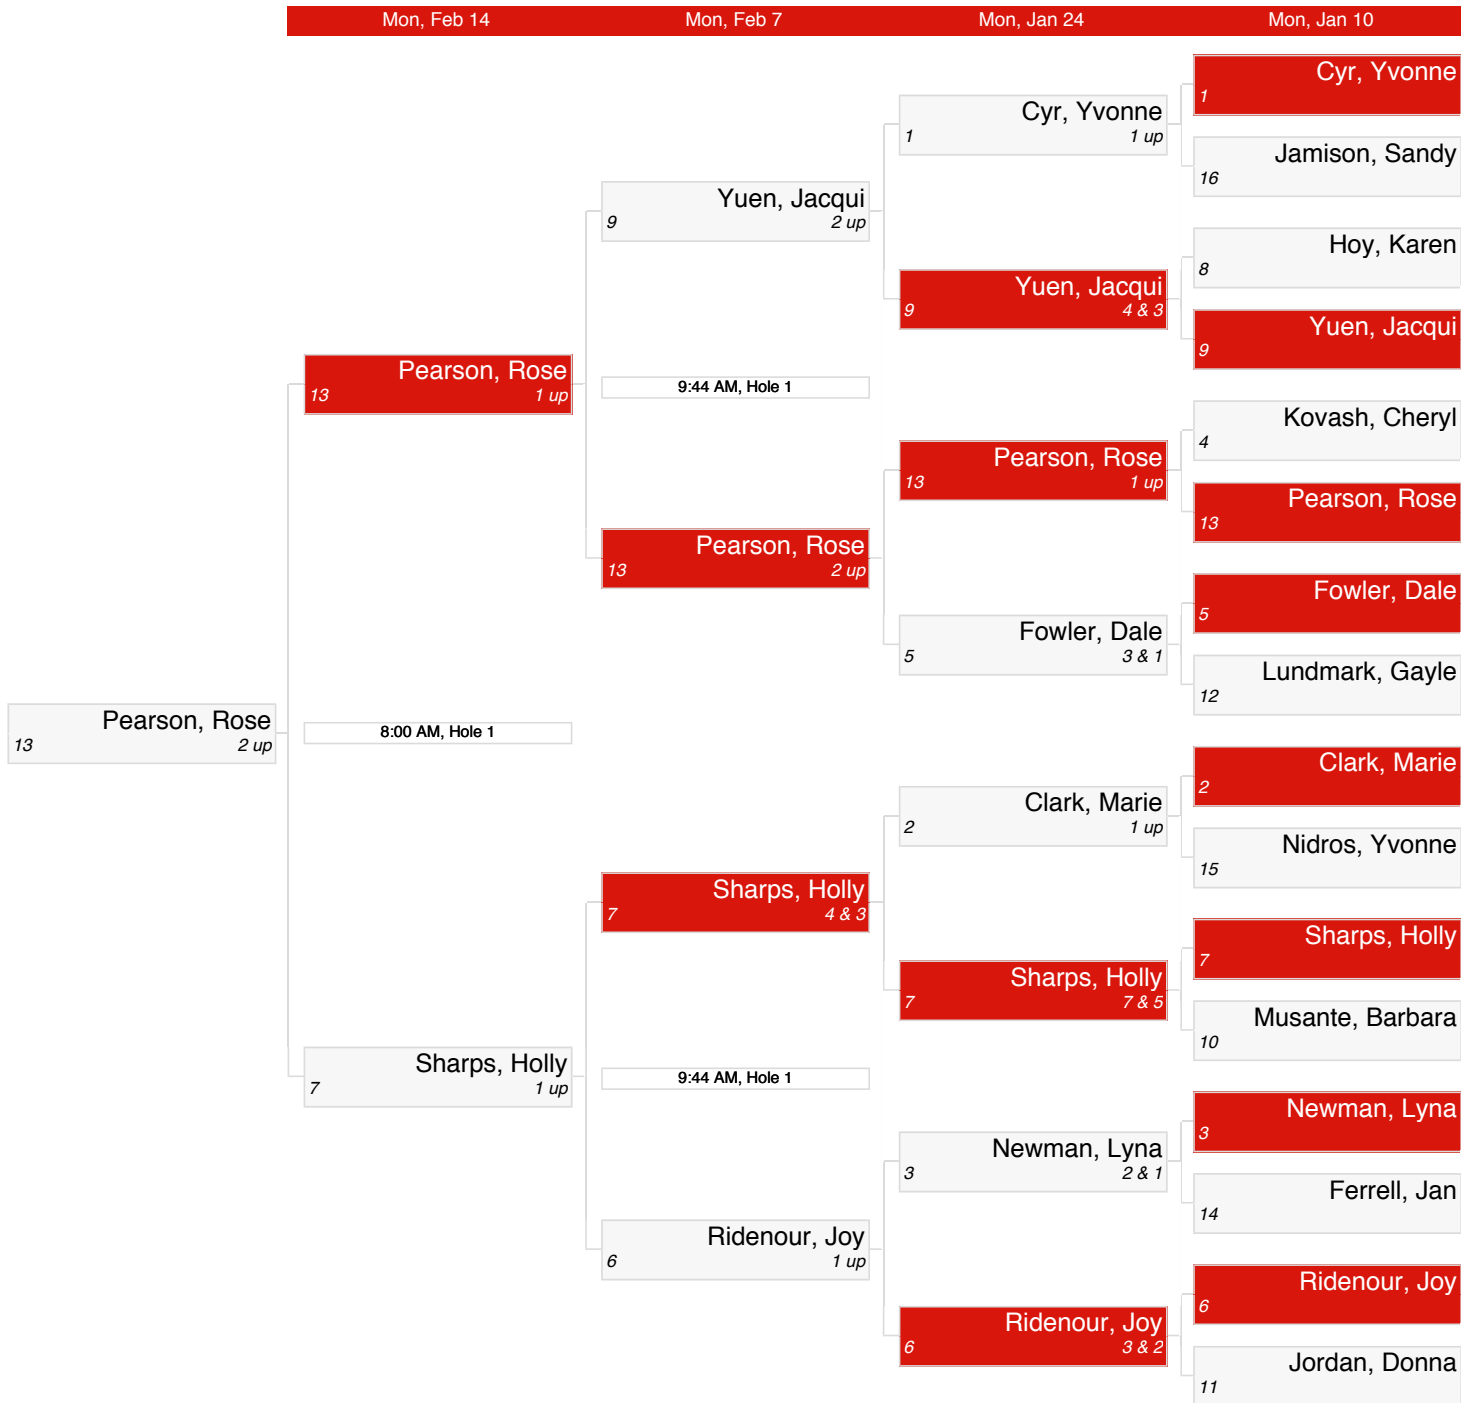 Mon, Feb 14 Mon, Feb 7 Mon, Jan 24 Mon, Jan 10
Cyr, Yvonne
1
Jamison, Sandy
16
Hoy, Karen
8
Yuen, Jacqui
9
Kovash, Cheryl
4
Pearson, Rose
13
Fowler, Dale
5
Lundmark, Gayle
12
Clark, Marie
2
Nidros, Yvonne
15
Sharps, Holly
7
Musante, Barbara
10
Newman, Lyna
3
Ferrell, Jan
14
Ridenour, Joy
6
Jordan, Donna
11
Cyr, Yvonne
1 1 up
Yuen, Jacqui
9 4 & 3
Pearson, Rose
13 1 up
Fowler, Dale
5 3 & 1
Clark, Marie
2 1 up
Sharps, Holly
7 7 & 5
Newman, Lyna
3 2 & 1
Ridenour, Joy
6 3 & 2
Yuen, Jacqui
9 2 up
9:44 AM, Hole 1
Pearson, Rose
13 2 up
Sharps, Holly
7 4 & 3
9:44 AM, Hole 1
Ridenour, Joy
6 1 up
Pearson, Rose
13 1 up
8:00 AM, Hole 1
Sharps, Holly
7 1 up
Pearson, Rose
13 2 up